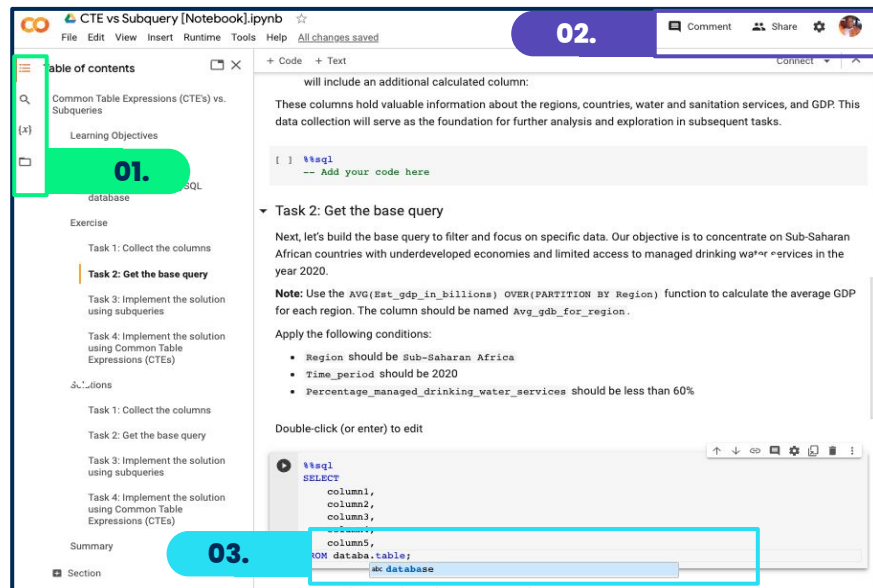 CTE vs Subquery [Notebook].ipynb
File Edit View Insert Runtime Tools Help All changes saved
02.
Comment Share
Table of contents
+ Code + Text
Connect
Common Table Expressions (CTE's) vs.
Subqueries
Learning Objectives
01.
SQL
database
Exercise
Task 1: Collect the columns
Task 2: Get the base query
Task 3: Implement the solution
using subqueries
Task 4: Implement the solution
using Common Table
Expressions (CTEs)
Task 1: Collect the columns
Task 2: Get the base query
Task 3: Implement the solution
using subqueries
Task 4: Implement the solution
using Common Table
Expressions (CTEs)
Summary
Section
{x}
will include an additional calculated column:
These columns hold valuable information about the regions, countries, water and sanitation services, and GDP. This
data collection will serve as the foundation for further analysis and exploration in subsequent tasks.
[ ] %%sql
-- Add your code here
Task 2: Get the base query
Next, let's build the base query to filter and focus on specific data. Our objective is to concentrate on Sub-Saharan
African countries with underdeveloped economies and limited access to managed drinking water services in the
year 2020.
Note: Use the AVG(Est_gdp_in_billions) OVER(PARTITION BY Region) function to calculate the average GDP
for each region. The column should be named Avg_gdb_for_region.
Apply the following conditions:
• Region should be Sub-Saharan Africa
• Time_period should be 2020
• Percentage_managed_drinking_water_services should be less than 60%
Double-click (or enter) to edit
%%sql
SELECT
column1,
column2,
column3,
column5,
FROM databa.table;
abc database
03.